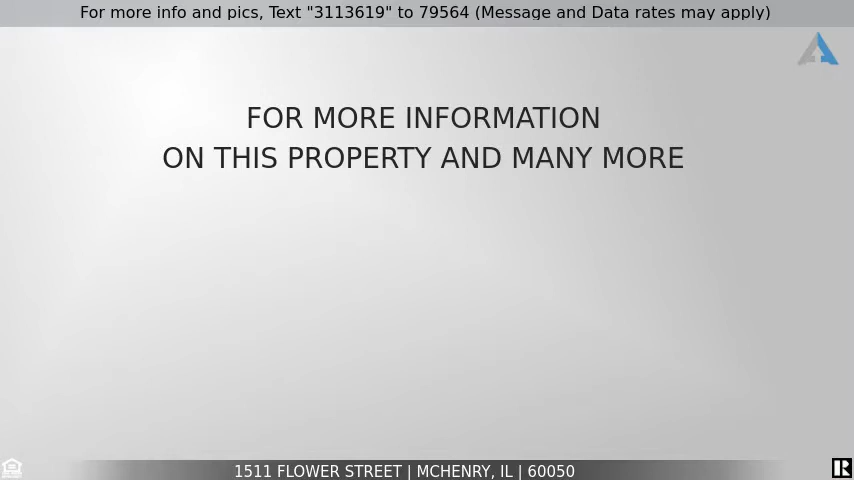 For more info and pics, Text "3113619" to 79564 (Message and Data rates may apply)
FOR MORE INFORMATION
ON THIS PROPERTY AND MANY MORE
1511 FLOWER STREET | MCHENRY, IL | 60050